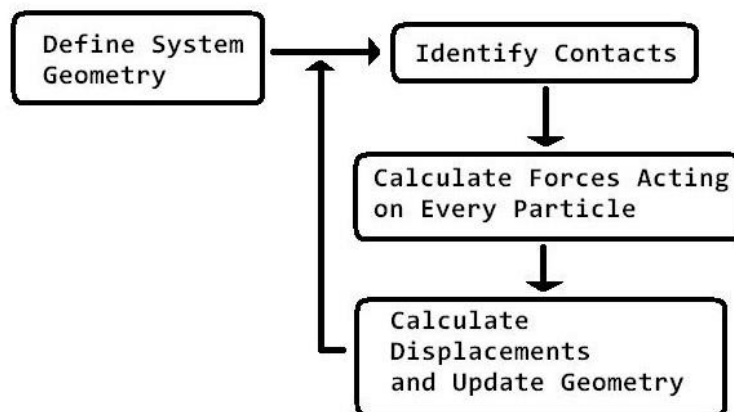 Define System
Geometry
Identify Contacts
Calculate Forces Acting
on Every Particle
Calculate
Displacements
and Update Geometry